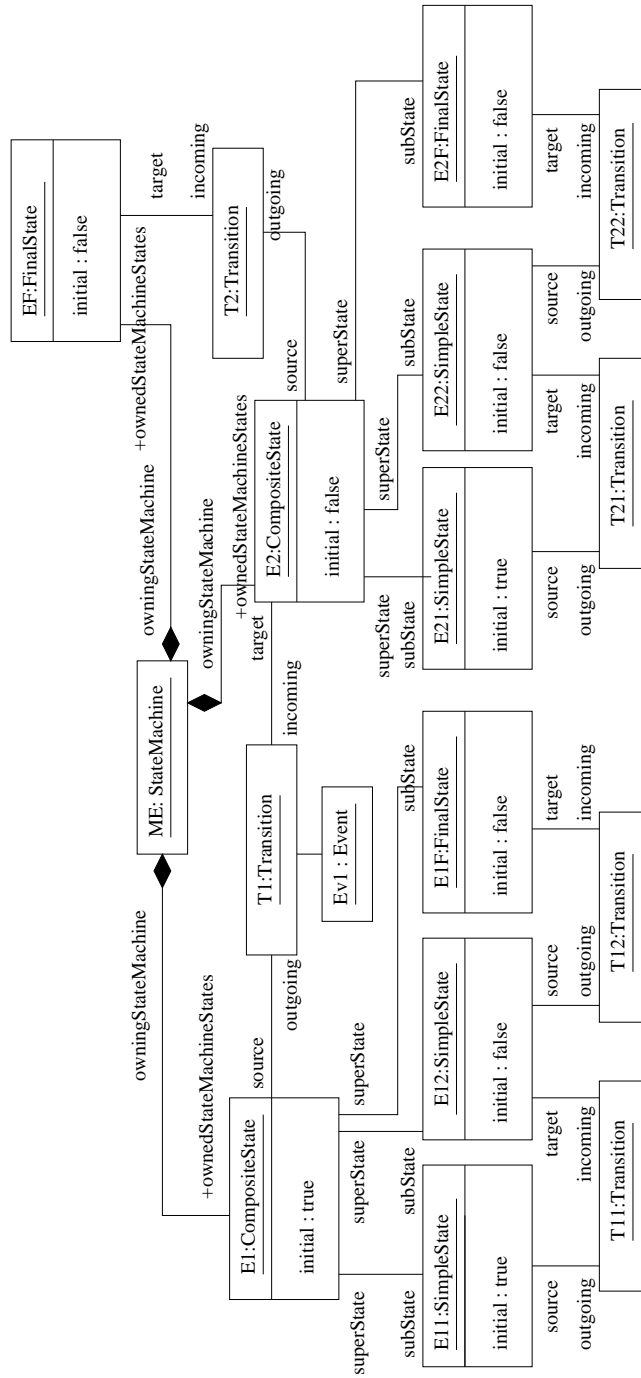 ME: StateMachine
owningStateMachine
+ownedStateMachineStates
owningStateMachine
+ownedStateMachineStates
owningStateMachine
+ownedStateMachineStates
EF:FinalState
initial : false
target
incoming
T2:Transition
outgoing
source
E1:CompositeState
initial : true
source
outgoing
T1:Transition
incoming
target
Ev1 : Event
E2:CompositeState
initial : false
superState
subState
superState
subState
superState
subState
superState
subState
superState
subState
superState
subState
E11:SimpleState
initial : true
E12:SimpleState
initial : false
E1F:FinalState
initial : false
E21:SimpleState
initial : true
E22:SimpleState
initial : false
E2F:FinalState
initial : false
source
outgoing
target
incoming
source
outgoing
target
incoming
source
outgoing
target
incoming
source
outgoing
target
incoming
T11:Transition
T12:Transition
T21:Transition
T22:Transition